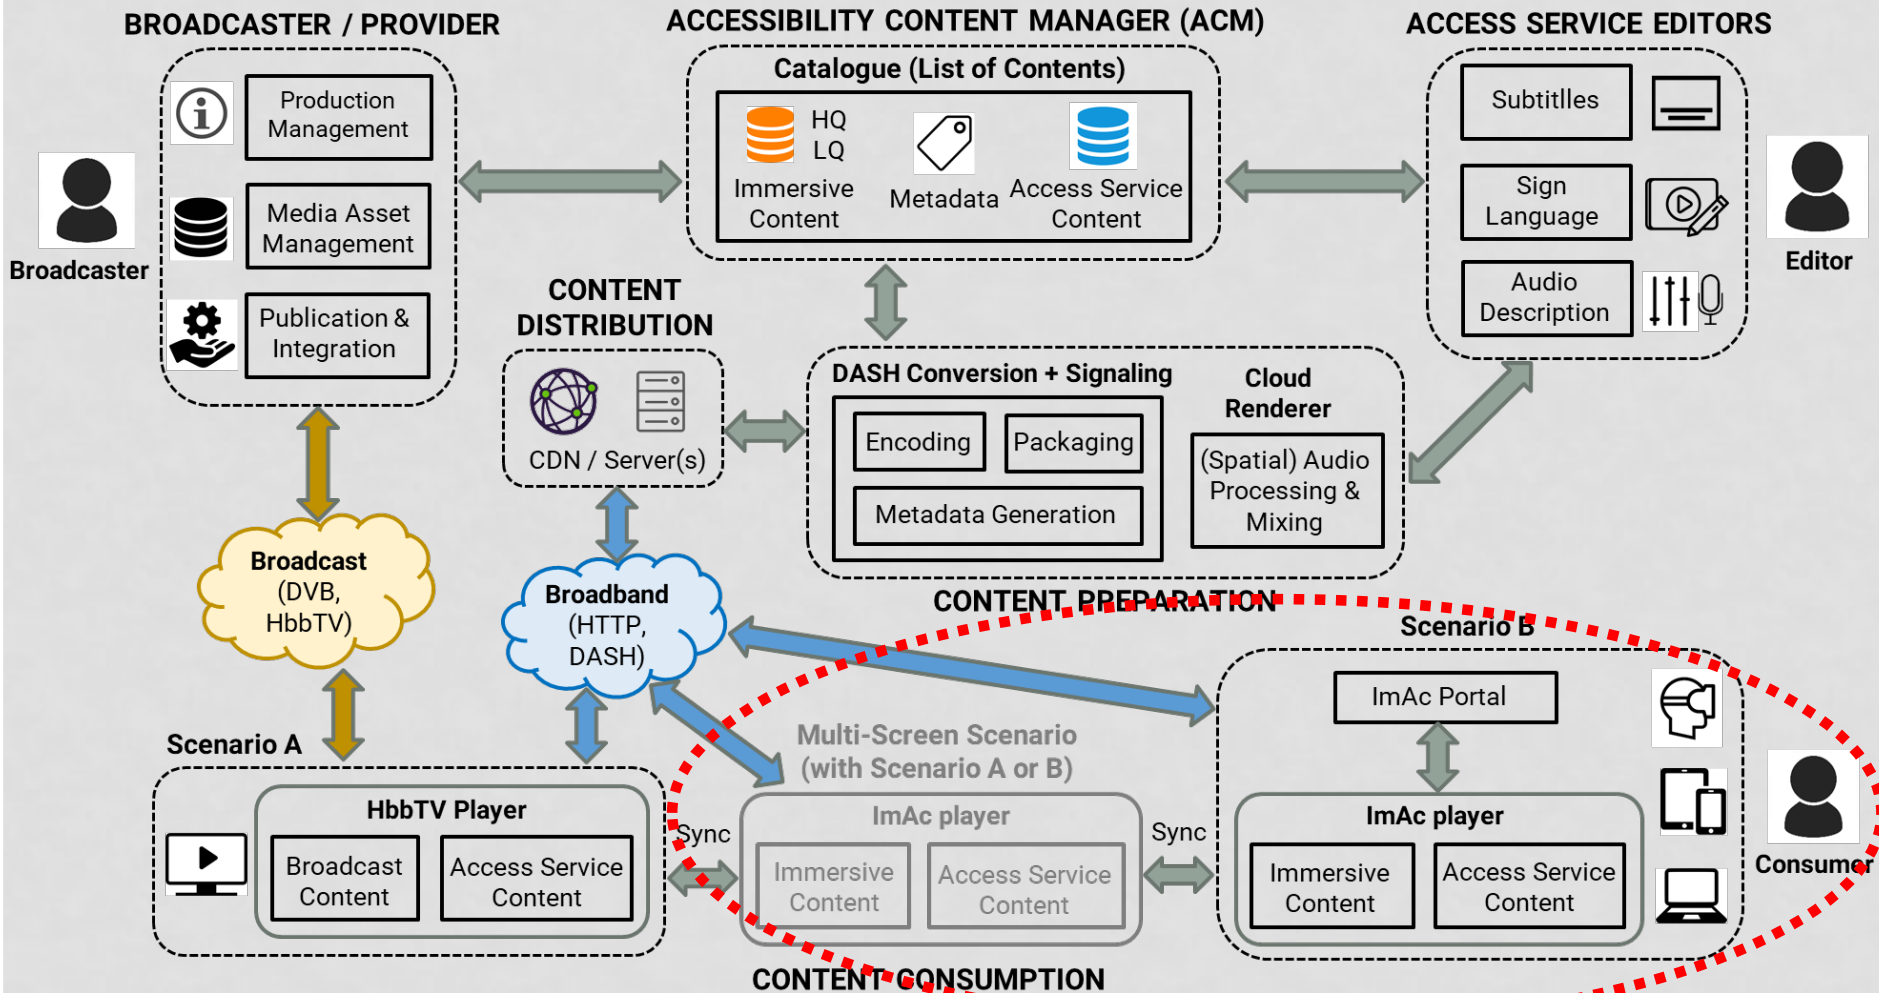 BROADCASTER / PROVIDER
Production
Management
Media Asset
Management
Publication &
Integration
Broadcaster
ACCESSIBILITY CONTENT MANAGER (ACM)
Catalogue (List of Contents)
HQ
LQ
Immersive
Content
Metadata
Access Service
Content
ACCESS SERVICE EDITORS
Subtitlles
Sign
Language
Audio
Description
Editor
CONTENT
DISTRIBUTION
CDN / Server(s)
DASH Conversion + Signaling
Encoding
Packaging
Metadata Generation
Cloud
Renderer
(Spatial) Audio
Processing &
Mixing
CONTENT PREPARATION
Broadcast
(DVB,
HbbTV)
Broadband
(HTTP,
DASH)
Scenario A
HbbTV Player
Broadcast
Content
Access Service
Content
Sync
Multi-Screen Scenario
(with Scenario A or B)
ImAc player
Immersive
Content
Access Service
Content
Sync
Scenario B
ImAc Portal
ImAc player
Immersive
Content
Access Service
Content
Consumer
CONTENT CONSUMPTION